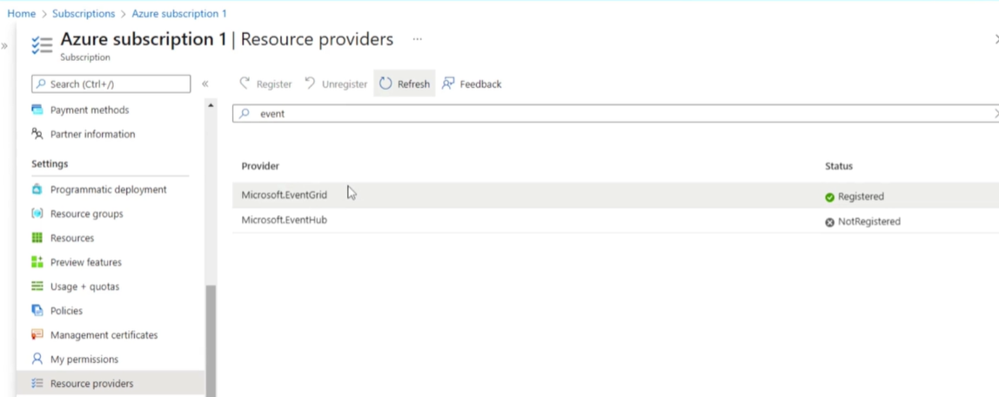 Home > Subscriptions > Azure subscription 1
Azure subscription 1 | Resource providers ...
Subscription
Search (Ctrl+/)
Register
Unregister
Refresh
Feedback
Payment methods
Partner information
Settings
Programmatic deployment
Resource groups
Resources
Preview features
Usage + quotas
Policies
Management certificates
My permissions
Resource providers
event
Provider Status
Microsoft.EventGrid Registered
Microsoft.EventHub NotRegistered